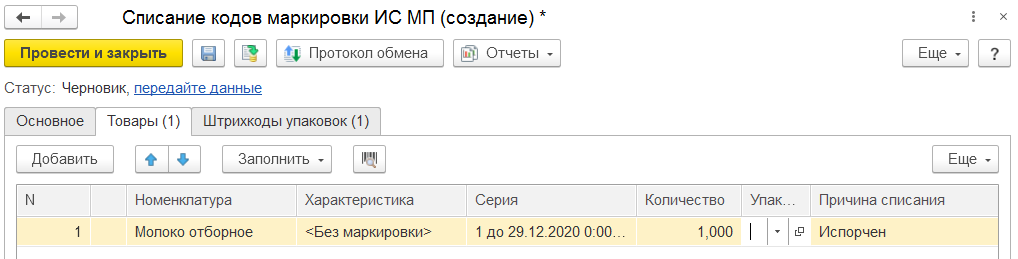 Списание кодов маркировки ИС МП (создание) *
Провести и закрыть Протокол обмена Отчеты Еще ?
Статус: Черновик, передайте данные
Основное Товары (1) Штрихкоды упаковок (1)
Добавить Заполнить Еще
N Номенклатура Характеристика Серия Количество Упак... Причина списания
1 Молоко отборное <Без маркировки> 1 до 29.12.2020 0:00... 1,000 Испорчен